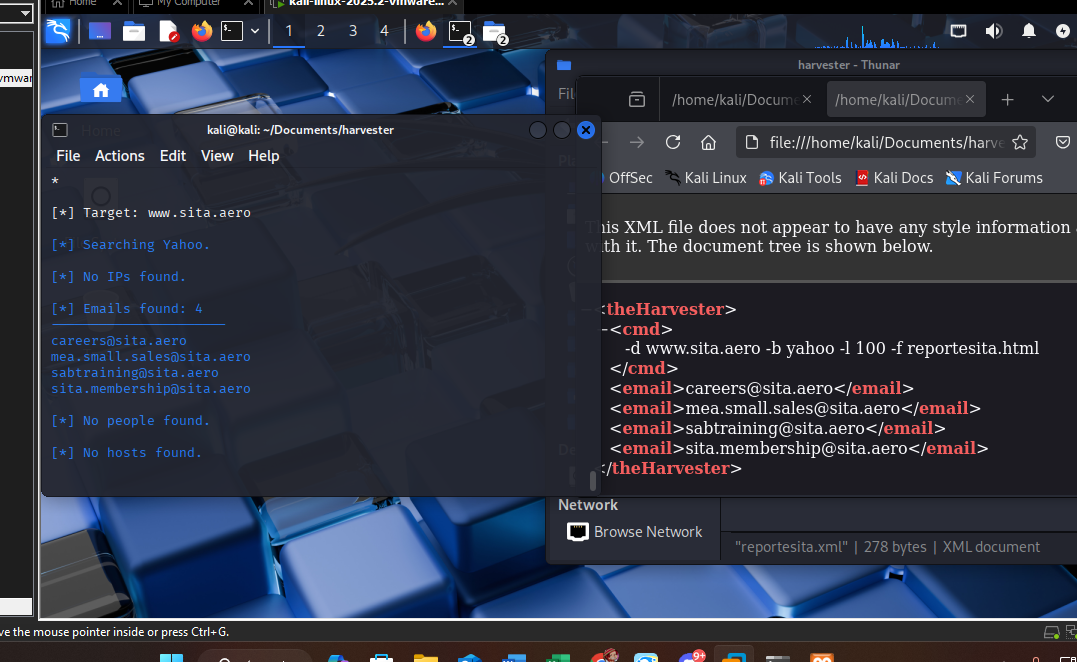 Home
My Computer
kali-linux-2025.2-vmware...
1 2 3 4
2
2
harvester - Thunar
vmwar
Fil
/home/kali/Docume
/home/kali/Docume
Home
kali@kali: ~/Documents/harvester
File Actions Edit View Help
file:///home/kali/Documents/harve
OffSec
Kali Linux
Kali Tools
Kali Docs
Kali Forums
*
[*] Target: www.sita.aero
[*] Searching Yahoo.
[*] No IPs found.
[*] Emails found: 4
careers@sita.aero
mea.small.sales@sita.aero
sabtraining@sita.aero
sita.membership@sita.aero
[*] No people found.
[*] No hosts found.
This XML file does not appear to have any style information
with it. The document tree is shown below.
-<theHarvester>
-<cmd>
-d www.sita.aero -b yahoo -l 100 -f reportesita.html
</cmd>
<email>careers@sita.aero</email>
<email>mea.small.sales@sita.aero</email>
<email>sabtraining@sita.aero</email>
<email>sita.membership@sita.aero</email>
</theHarvester>
Network
Browse Network
"reportesita.xml" | 278 bytes | XML document
ve the mouse pointer inside or press Ctrl+G.
9+